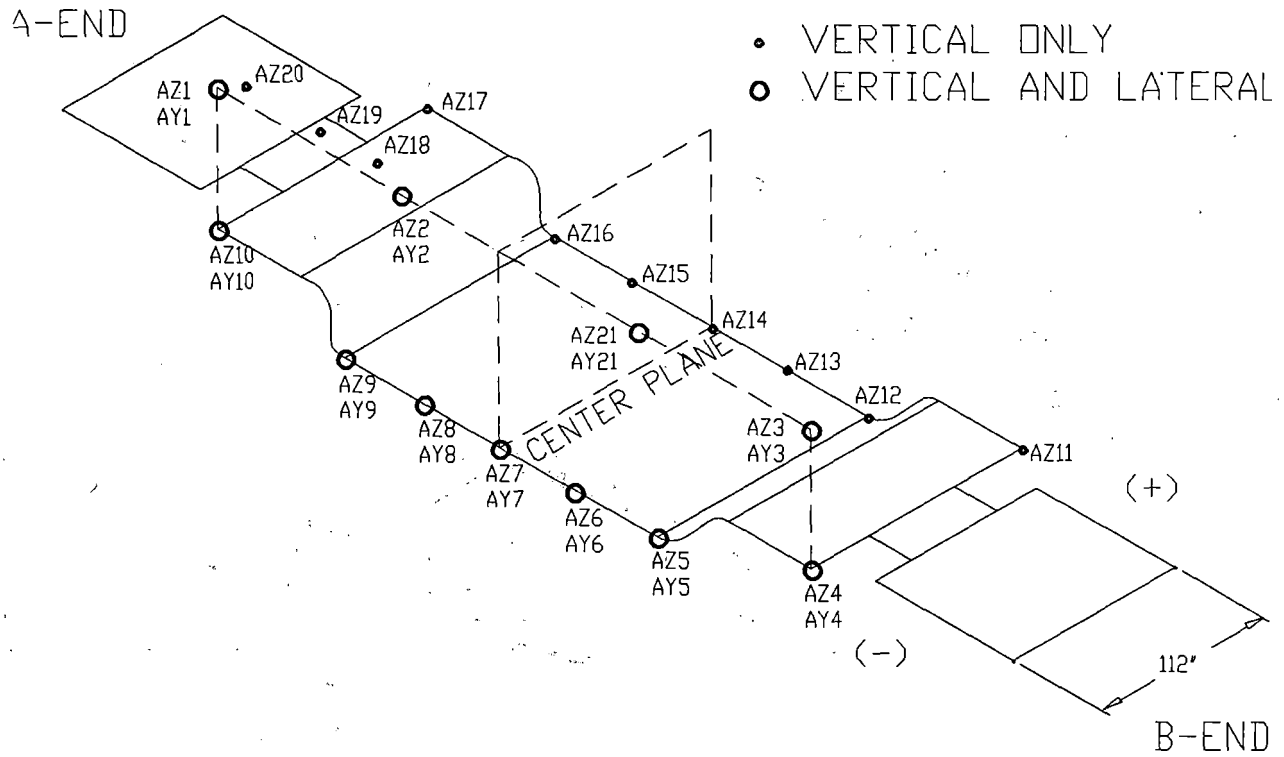 A-END
VERTICAL ONLY
VERTICAL AND LATERAL
AZ1
AY1
AZ20
AZ19
AZ17
AZ18
AZ2
AY2
AZ10
AY10
AZ16
AZ15
AZ14
AZ21
AY21
CENTER PLANE
AZ13
AZ12
AZ9
AY9
AZ8
AY8
AZ7
AY7
AZ3
AY3
AZ11
AZ6
AY6
AZ5
AY5
AZ4
AY4
(+)
(-)
112"
B-END